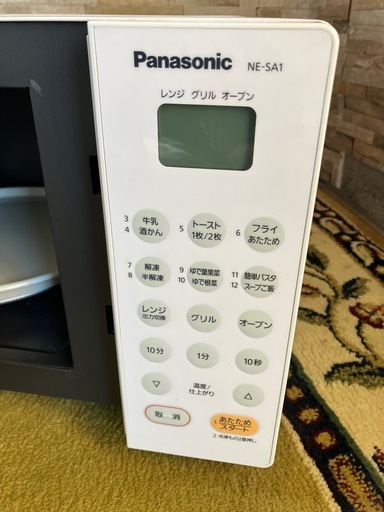 Panasonic NE-SA1
レンジ グリル オーブン
3 牛乳 5 トースト 6 フライ
4 酒かん 1枚/2枚 あたため
7 解凍 9 ゆで葉果菜 11 簡単パスタ
8 半解凍 10 ゆで根菜 12 スープご飯
レンジ グリル オーブン
出力切換
10分 1分 10秒
▽ 温度/ △
仕上がり
取消 1 あたため
スタート
2 冷凍もの2度押し